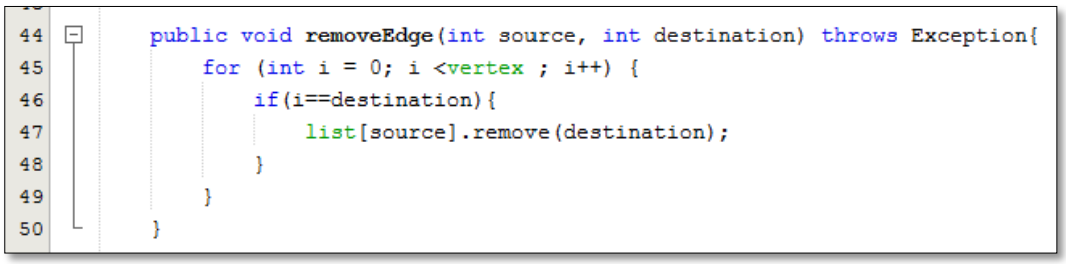 44 public void removeEdge(int source, int destination) throws Exception{
45 for (int i = 0; i <vertex ; i++) {
46 if(i==destination){
47 list[source].remove(destination);
48 }
49 }
50 }